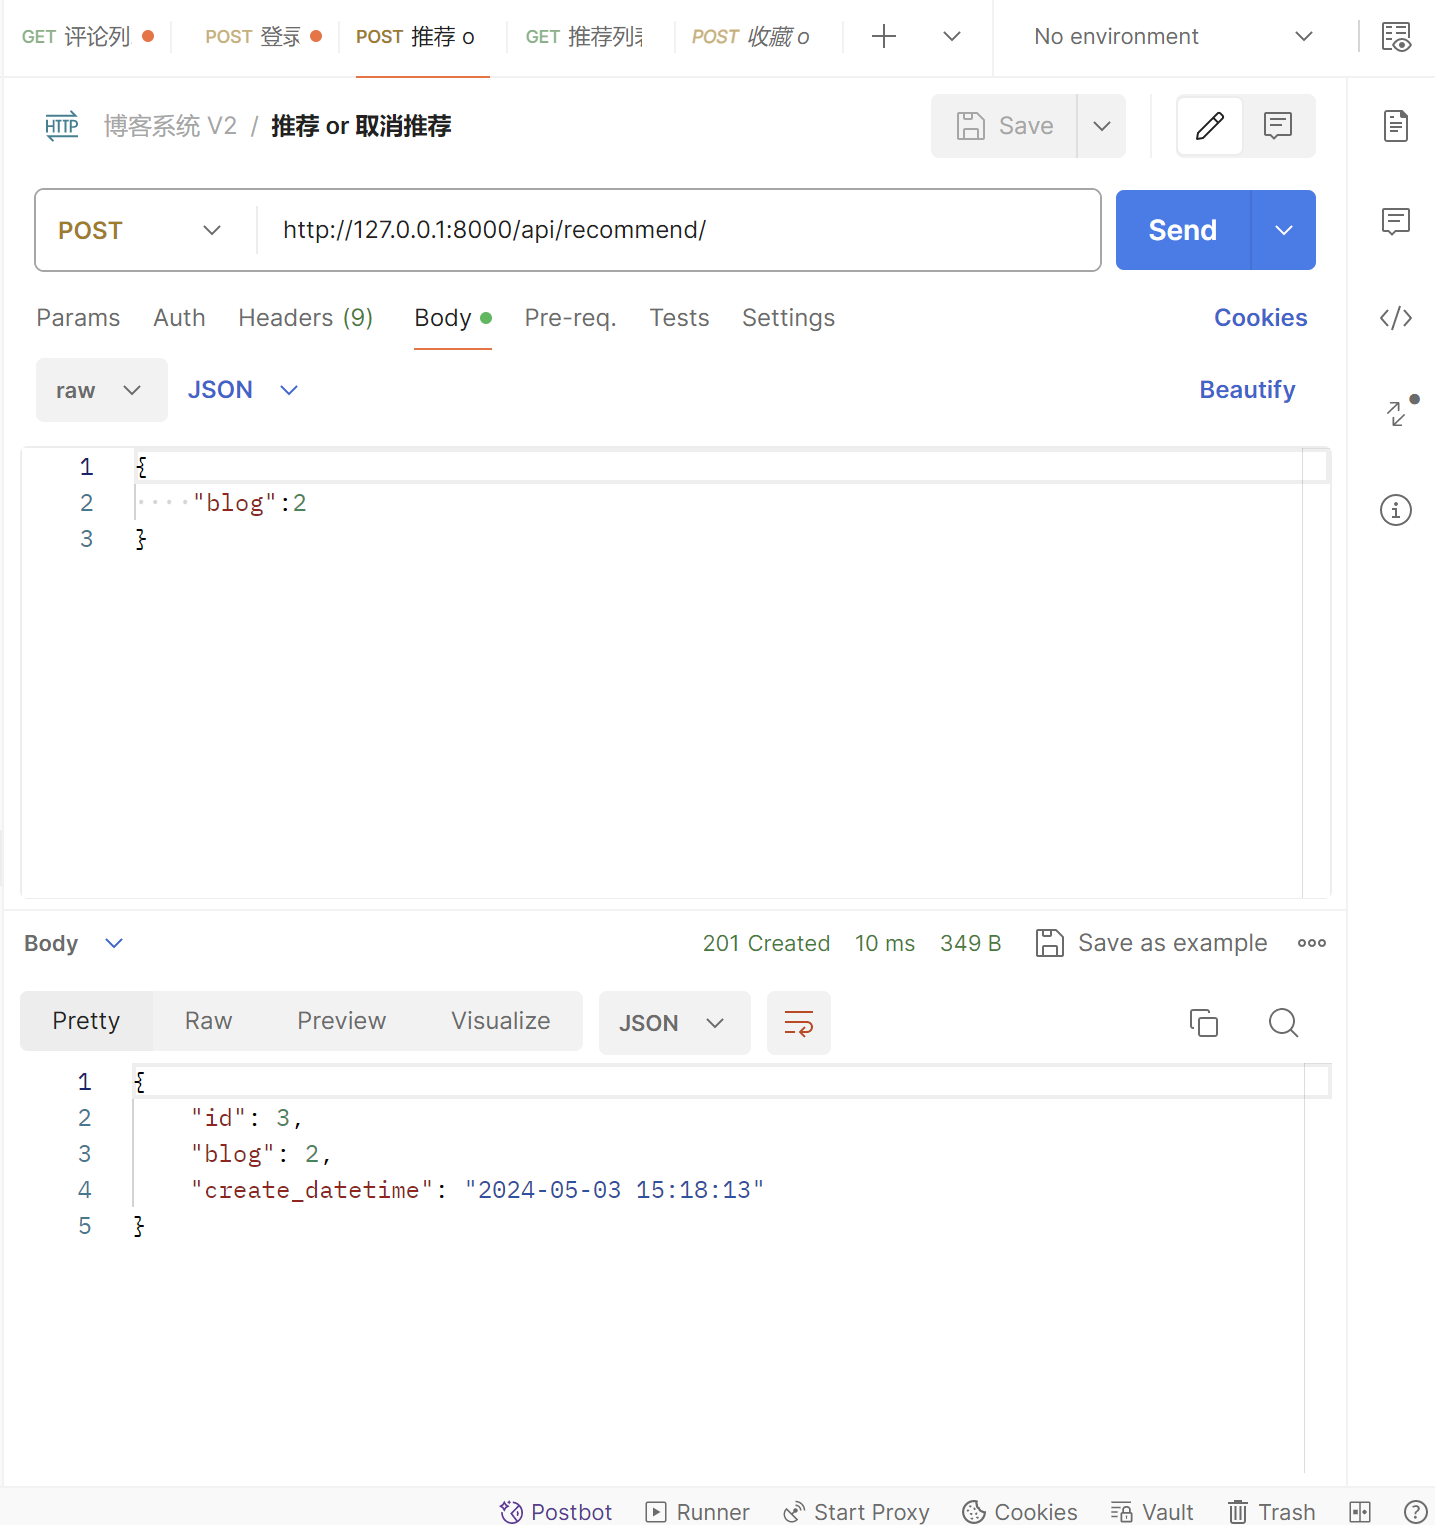 GET 评论列 POST 登录 POST 推荐 o GET 推荐列表 POST 收藏 o No environment
HTTP 博客系统 V2 / 推荐 or 取消推荐 Save
POST http://127.0.0.1:8000/api/recommend/ Send
Params Auth Headers (9) Body Pre-req. Tests Settings Cookies
raw JSON Beautify
1 {
2 "blog":2
3 }
Body 201 Created 10 ms 349 B Save as example
Pretty Raw Preview Visualize JSON
1 {
2 "id": 3,
3 "blog": 2,
4 "create_datetime": "2024-05-03 15:18:13"
5 }
Postbot Runner Start Proxy Cookies Vault Trash